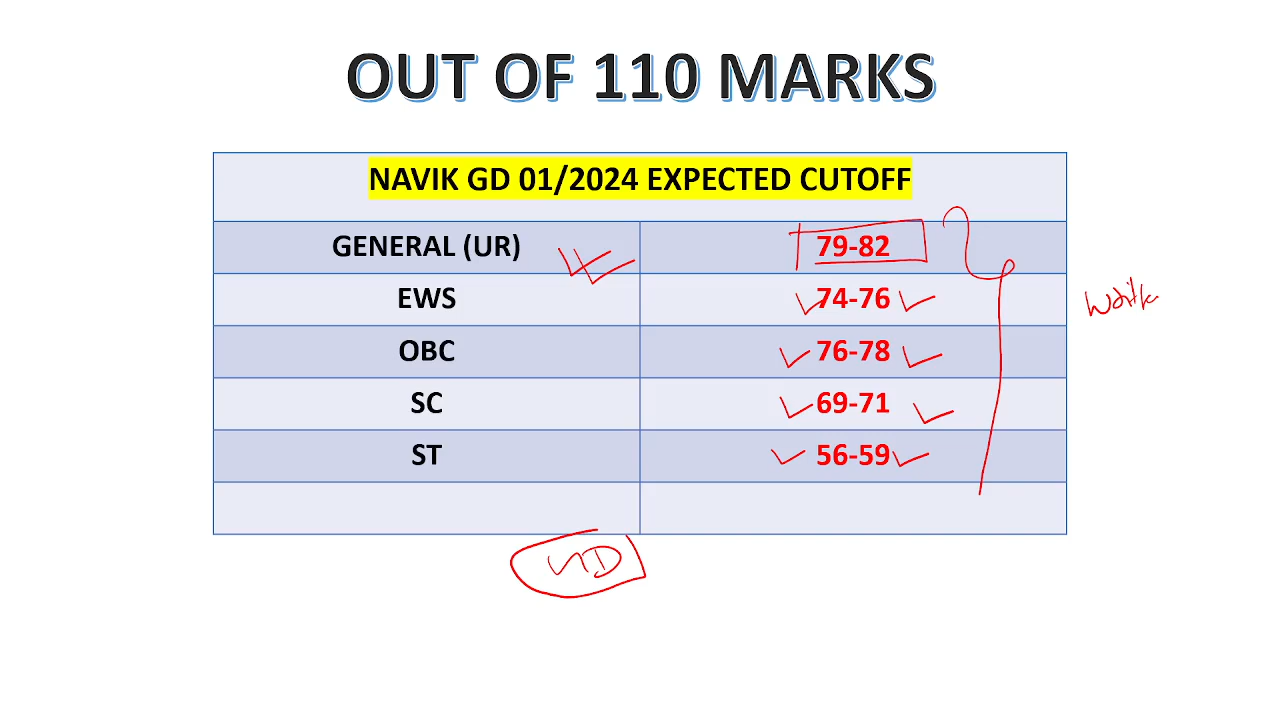 OUT OF 110 MARKS
NAVIK GD 01/2024 EXPECTED CUTOFF
GENERAL (UR) 79-82
EWS 74-76
OBC 76-78
SC 69-71
ST 56-59